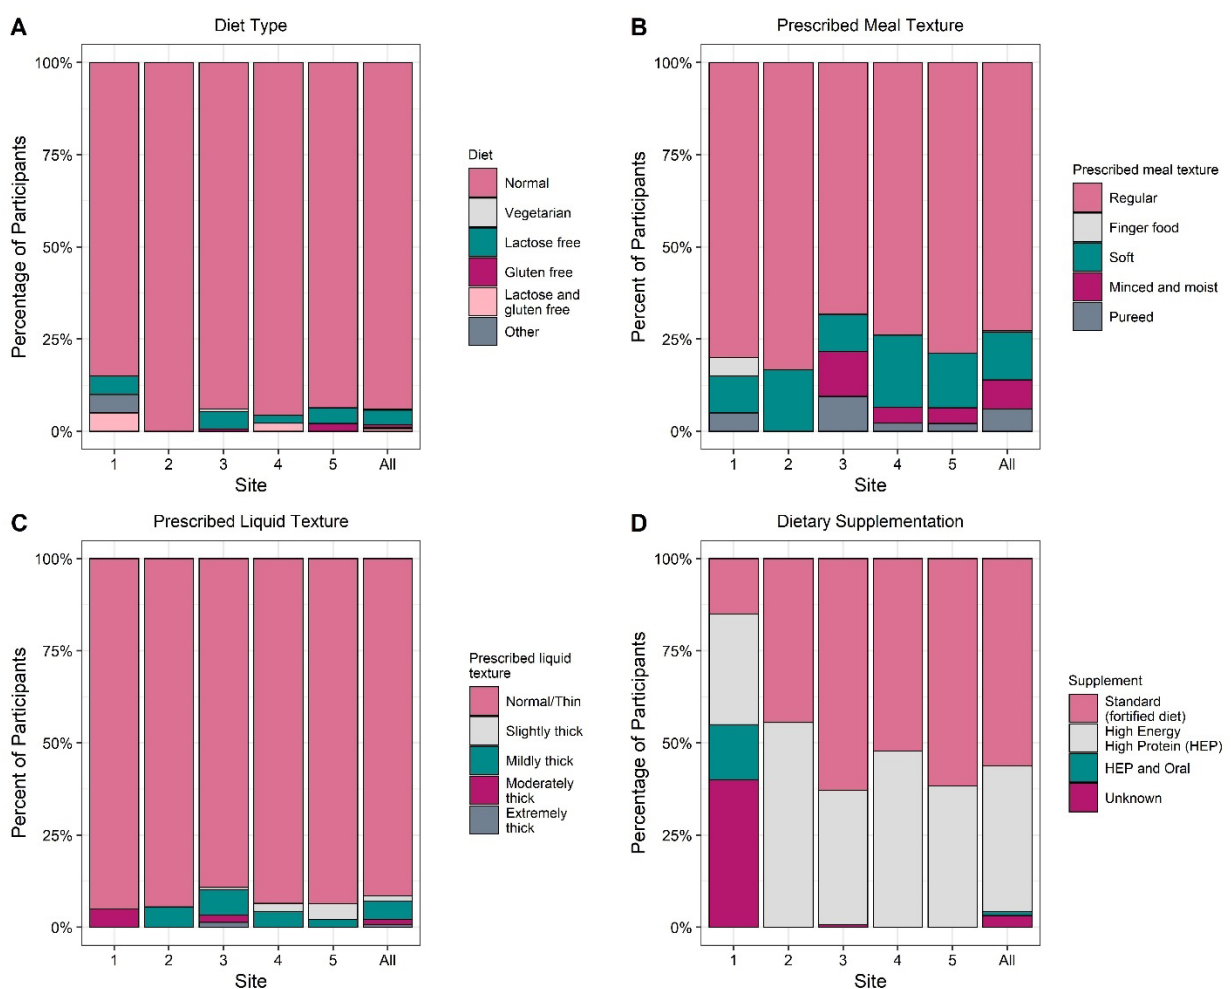 A
Diet Type
Percentage of Participants
100%
75%
50%
25%
0%
1 2 3 4 5 All
Site
Diet
Normal
Vegetarian
Lactose free
Gluten free
Lactose and
gluten free
Other
B
Prescribed Meal Texture
Percent of Participants
100%
75%
50%
25%
0%
1 2 3 4 5 All
Site
Prescribed meal texture
Regular
Finger food
Soft
Minced and moist
Pureed
C
Prescribed Liquid Texture
Percent of Participants
100%
75%
50%
25%
0%
1 2 3 4 5 All
Site
Prescribed liquid
texture
Normal/Thin
Slightly thick
Mildly thick
Moderately
thick
Extremely
thick
D
Dietary Supplementation
Percentage of Participants
100%
75%
50%
25%
0%
1 2 3 4 5 All
Site
Supplement
Standard
(fortified diet)
High Energy
High Protein (HEP)
HEP and Oral
Unknown